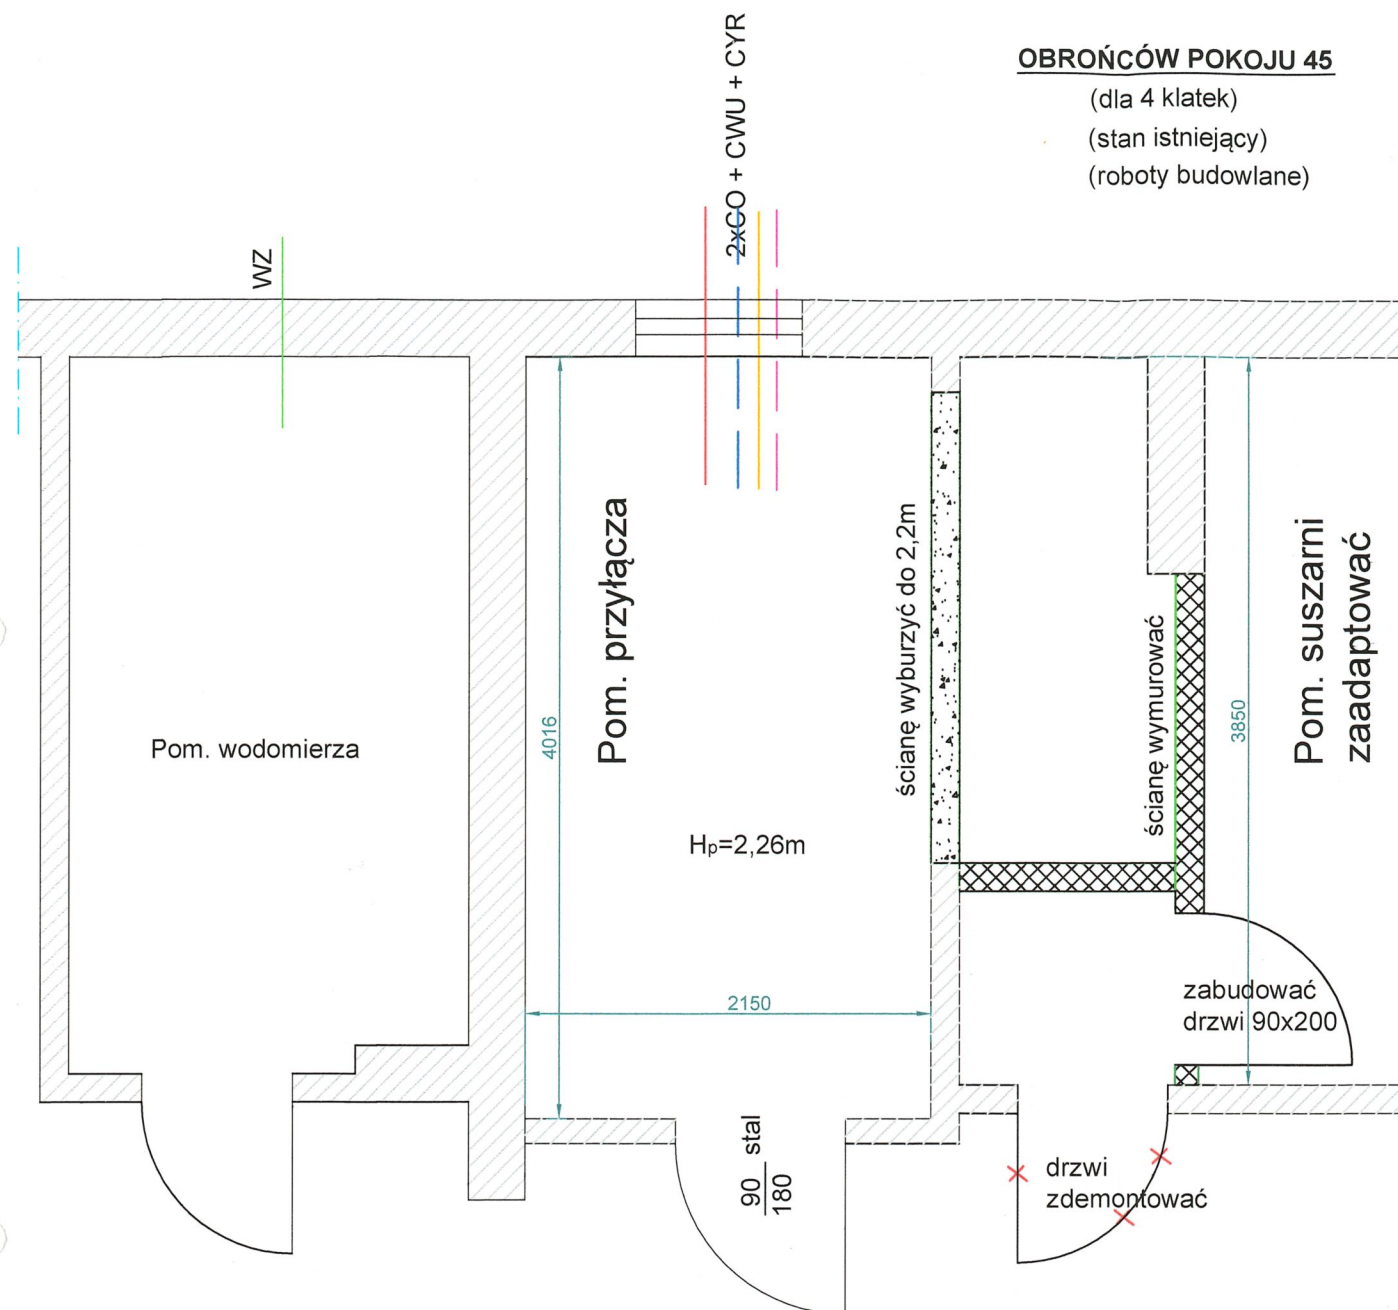 OBROŃCÓW POKOJU 45
(dla 4 klatek)
(stan istniejący)
(roboty budowlane)
2xCO + CWU + CYR
WZ
Pom. wodomierza
Pom. przyłącza
4016
Hp=2,26m
2150
ścianę wyburzyć do 2,2m
ścianę wymurować
3850
Pom. suszarni
zaadaptować
zabudować
drzwi 90x200
90
180
stal
drzwi
zdemontować